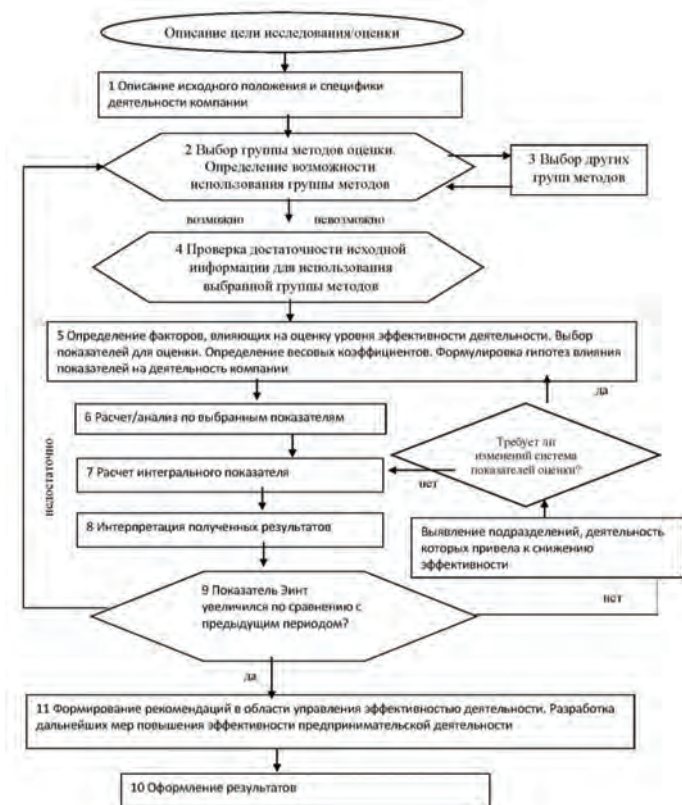 Описание цели исследования/оценки
1 Описание исходного положения и специфики
деятельности компании
2 Выбор группы методов оценки.
Определение возможности
использования группы методов
3 Выбор других
групп методов
возможно
невозможно
4 Проверка достаточности исходной
информации для использования
выбранной группы методов
5 Определение факторов, влияющих на оценку уровня эффективности деятельности. Выбор
показателей для оценки. Определение весовых коэффициентов. Формулировка гипотез влияния
показателей на деятельность компании
да
6 Расчет/анализ по выбранным показателям
Требует ли
изменений система
показателей оценки?
нет
7 Расчет интегрального показателя
недостаточно
8 Интерпретация полученных результатов
Выявление подразделений, деятельность
которых привела к снижению
эффективности
9 Показатель Эинт
увеличился по сравнению с
предыдущим периодом?
нет
да
11 Формирование рекомендаций в области управления эффективностью деятельности. Разработка
дальнейших мер повышения эффективности предпринимательской деятельности
10 Оформление результатов